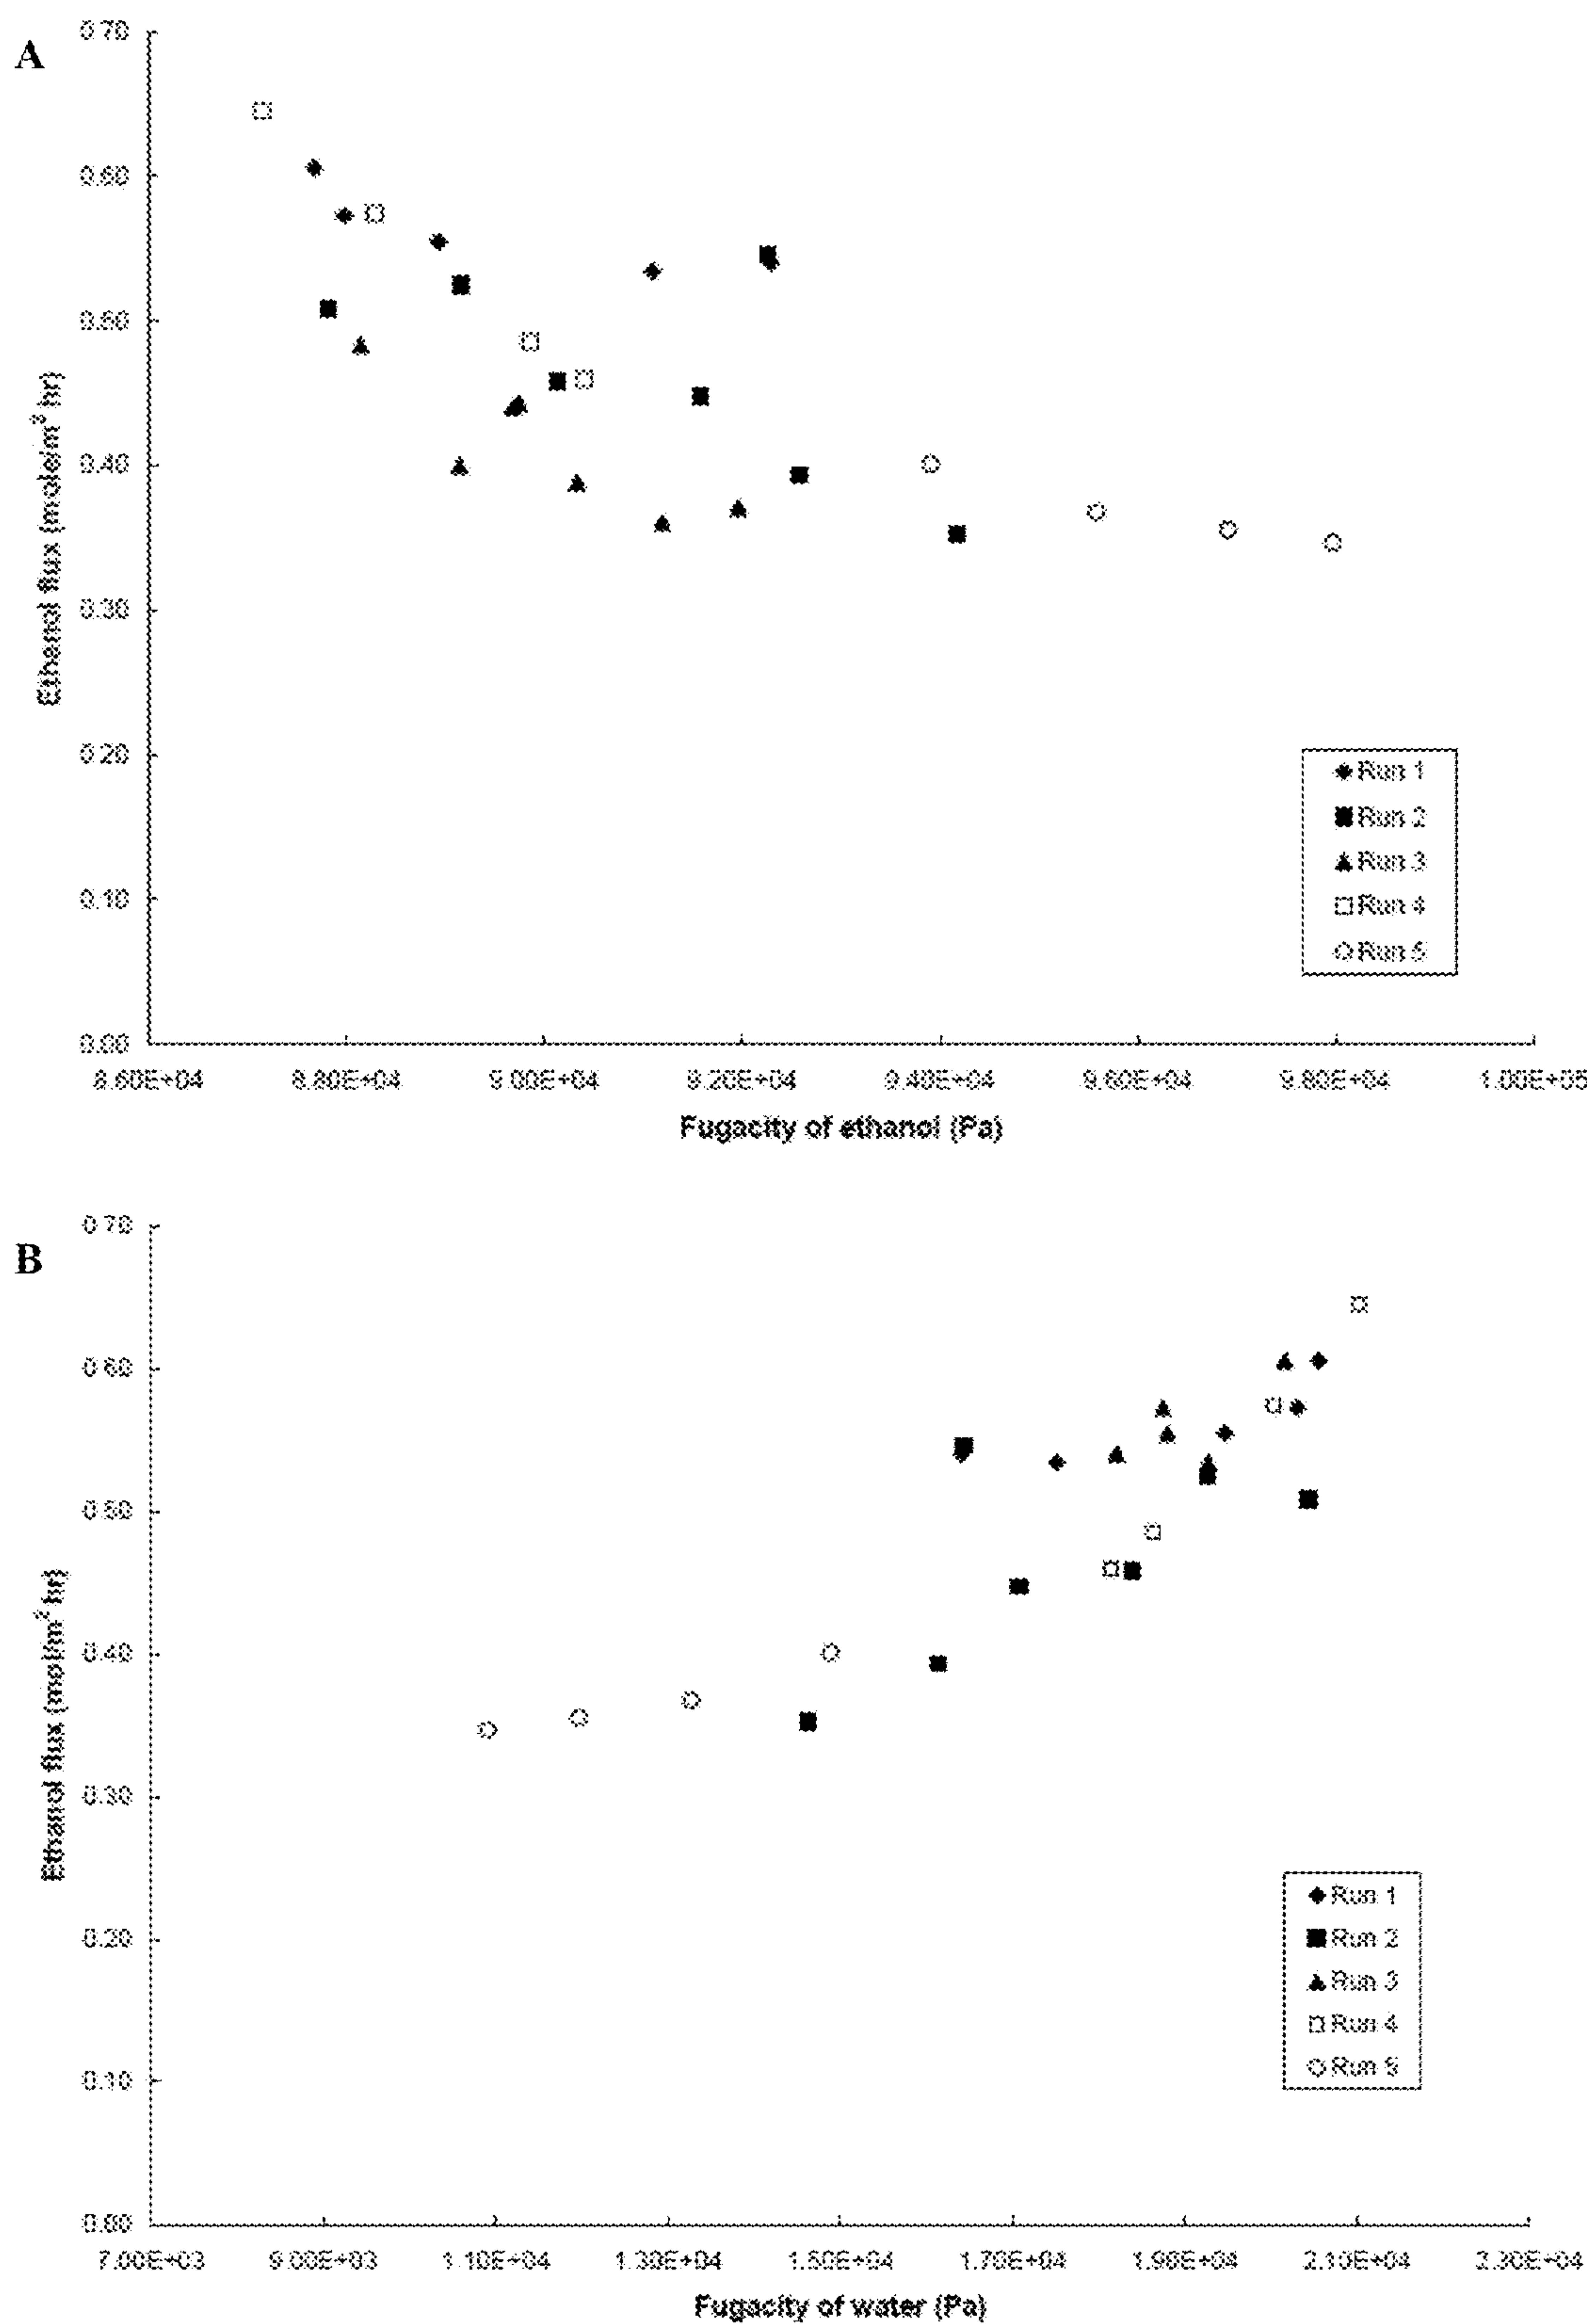 A
0.70
0.60
0.50
0.40
0.30
0.20
0.10
0.00
Ethanol flux (mole/m² hr)
Run 1
Run 2
Run 3
Run 4
Run 5
8.60E+04 8.80E+04 9.00E+04 9.20E+04 9.40E+04 9.60E+04 9.80E+04 1.00E+05
Fugacity of ethanol (Pa)
B
0.70
0.60
0.50
0.40
0.30
0.20
0.10
0.00
Ethanol flux (mol/m² hr)
Run 1
Run 2
Run 3
Run 4
Run 5
7.00E+03 9.00E+03 1.10E+04 1.30E+04 1.50E+04 1.70E+04 1.90E+04 2.10E+04 2.30E+04
Fugacity of water (Pa)